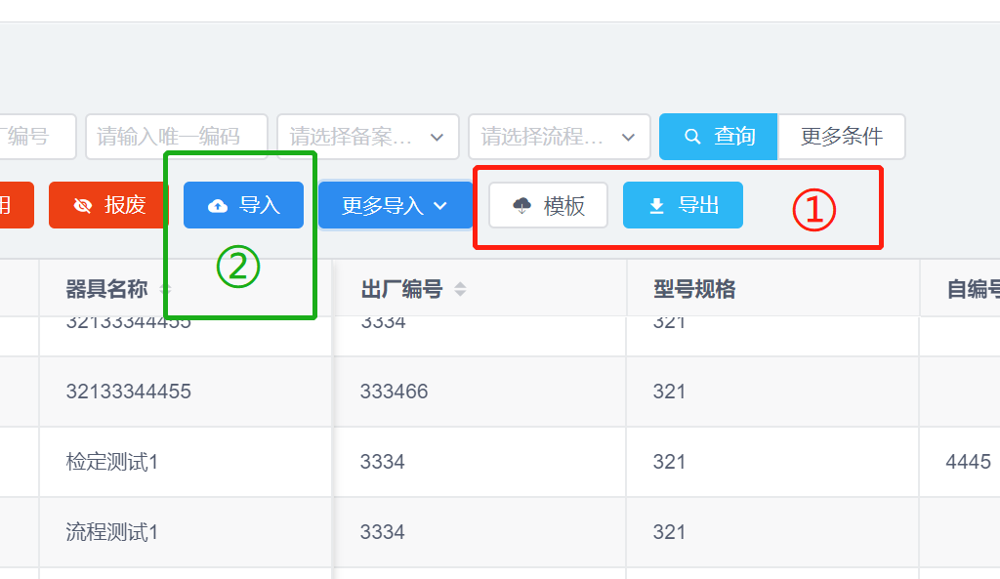 编号 请输入唯一编码 请选择备案... 请选择流程... 查询 更多条件
用 报废 导入 更多导入 模板 导出 ①
②
器具名称 出厂编号 型号规格 自编号
32133344455 3334 321
32133344455 333466 321
检定测试1 3334 321 4445
流程测试1 3334 321